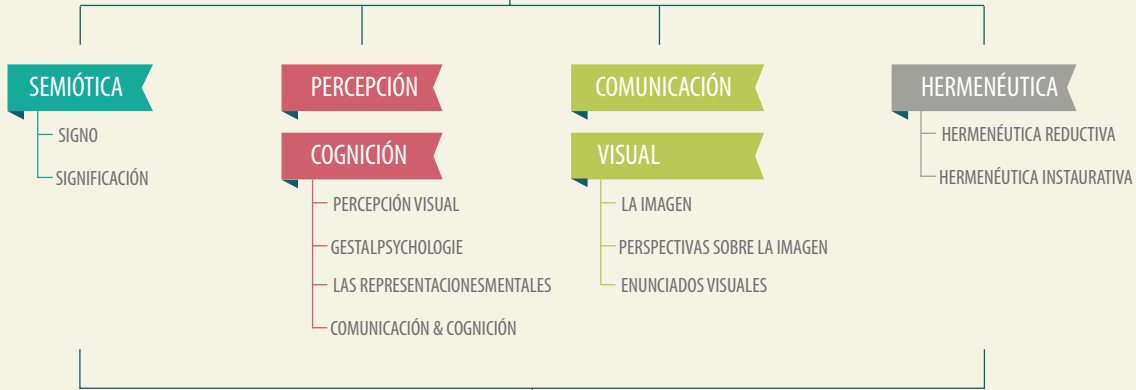 SEMIÓTICA
SIGNO
SIGNIFICACIÓN
PERCEPCIÓN
COGNICIÓN
PERCEPCIÓN VISUAL
GESTALPSYCHOLOGIE
LAS REPRESENTACIONESMENTALES
COMUNICACIÓN & COGNICIÓN
COMUNICACIÓN
VISUAL
LA IMAGEN
PERSPECTIVAS SOBRE LA IMAGEN
ENUNCIADOS VISUALES
HERMENÉUTICA
HERMENÉUTICA REDUCTIVA
HERMENÉUTICA INSTAURATIVA